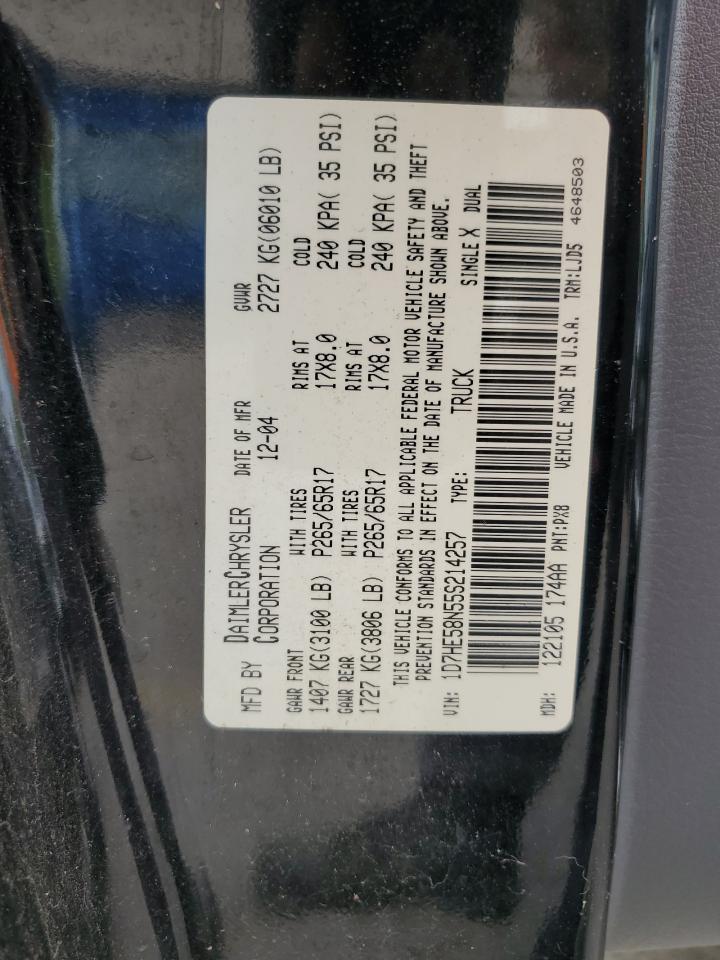 MFD BY DAIMLERCHRYSLER CORPORATION DATE OF MFR 12-04 GVWR 2727 KG(06010 LB)
GAWR FRONT WITH TIRES RIMS AT COLD
1407 KG(3100 LB) P265/65R17 17X8.0 240 KPA( 35 PSI)
GAWR REAR WITH TIRES RIMS AT COLD
1727 KG(3806 LB) P265/65R17 17X8.0 240 KPA( 35 PSI)
THIS VEHICLE CONFORMS TO ALL APPLICABLE FEDERAL MOTOR VEHICLE SAFETY AND THEFT
PREVENTION STANDARDS IN EFFECT ON THE DATE OF MANUFACTURE SHOWN ABOVE.
VIN: 1D7HE58N55S214257 TYPE: TRUCK SINGLE X DUAL
MDH: 122105 174AA PNT:PX8 VEHICLE MADE IN U.S.A. TRM:LJD5 4648503